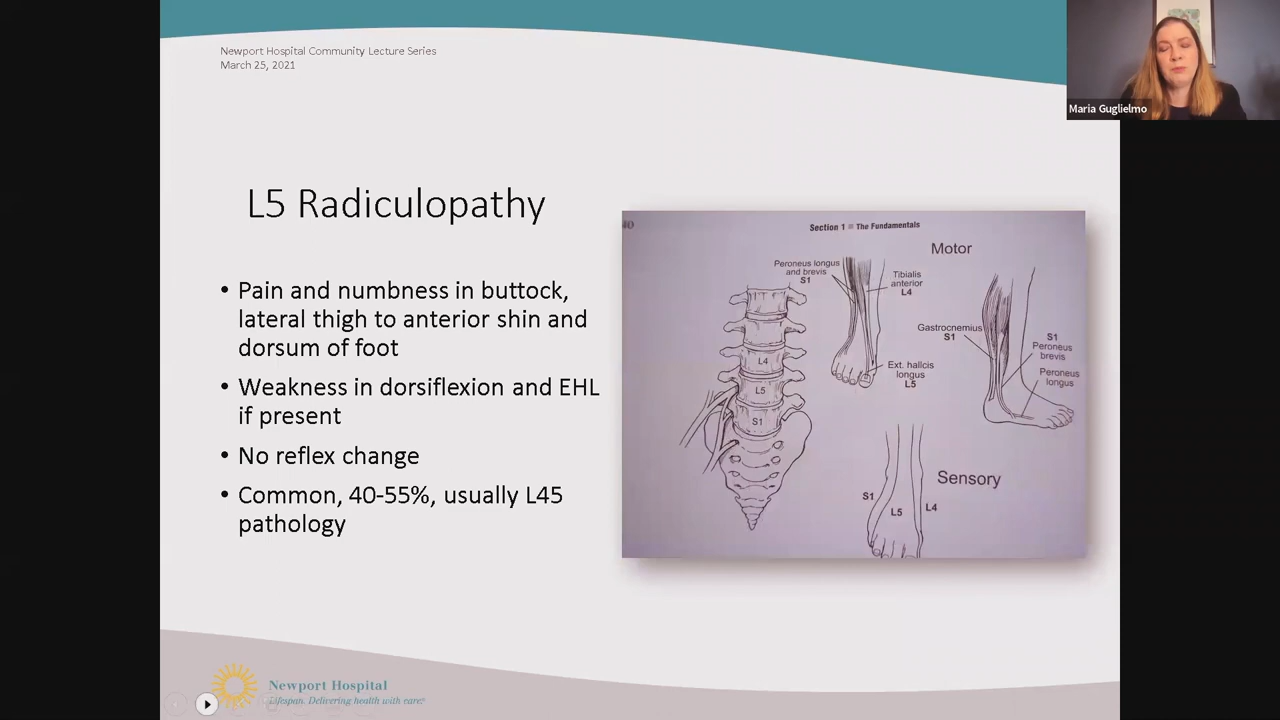 Newport Hospital Community Lecture Series
March 25, 2021
Maria Guglielmo
L5 Radiculopathy
• Pain and numbness in buttock,
lateral thigh to anterior shin and
dorsum of foot
• Weakness in dorsiflexion and EHL
if present
• No reflex change
• Common, 40-55%, usually L45
pathology
Section 1 The Fundamentals
Motor
Peroneus longus
and brevis
S1
Tibialis
anterior
L4
Ext. hallcis
longus
L5
Gastrocnemius
S1
S1
Peroneus
brevis
Peroneus
longus
L4
L5
S1
Sensory
S1
L5
L4
Newport Hospital
Lifespan. Delivering health with care.®